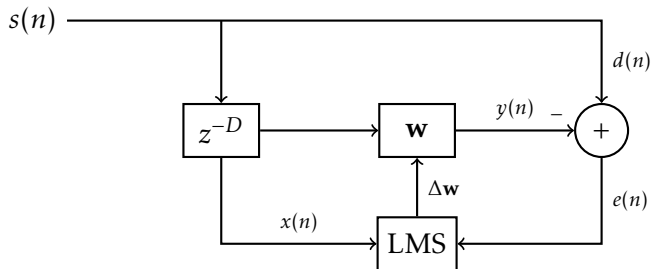 s(n)
d(n)
z^{-D}
w
y(n)
−
+
Δw
e(n)
x(n)
LMS